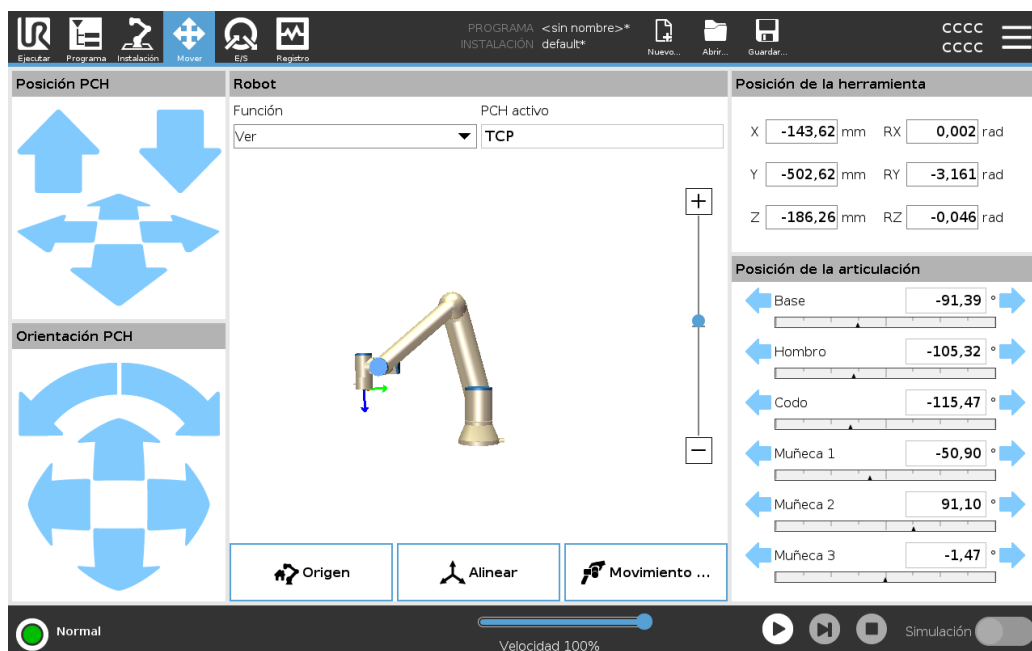 PROGRAMA <sin nombre>*
INSTALACIÓN default*
CCCC
CCCC
Ejecutar Programa Instalación Mover E/S Registro Nuevo... Abrir... Guardar...
Posición PCH
Robot
Posición de la herramienta
Función
PCH activo
Ver
TCP
X -143,62 mm RX 0,002 rad
Y -502,62 mm RY -3,161 rad
Z -186,26 mm RZ -0,046 rad
Posición de la articulación
Base -91,39 °
Hombro -105,32 °
Codo -115,47 °
Muñeca 1 -50,90 °
Muñeca 2 91,10 °
Muñeca 3 -1,47 °
Orientación PCH
Origen
Alinear
Movimiento ...
Normal
Velocidad 100%
Simulación